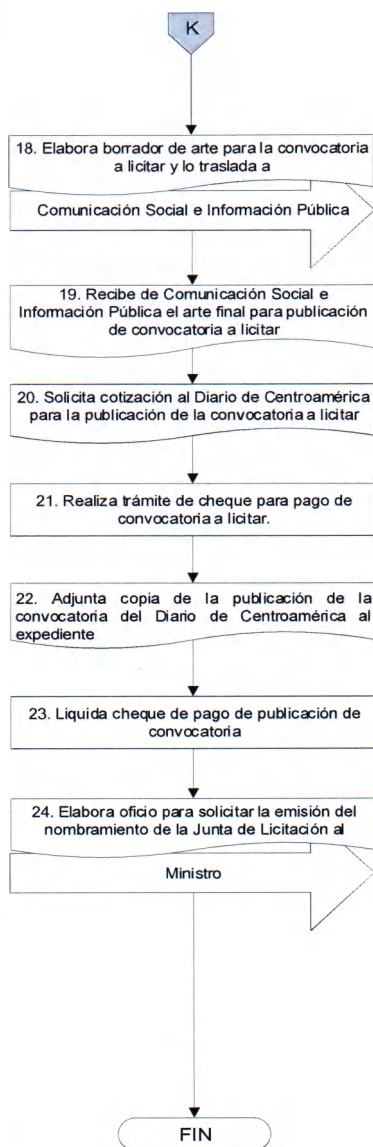 K
18. Elabora borrador de arte para la convocatoria
a licitar y lo traslada a
Comunicación Social e Información Pública
19. Recibe de Comunicación Social e
Información Pública el arte final para publicación
de convocatoria a licitar
20. Solicita cotización al Diario de Centroamérica
para la publicación de la convocatoria a licitar
21. Realiza trámite de cheque para pago de
convocatoria a licitar.
22. Adjunta copia de la publicación de la
convocatoria del Diario de Centroamérica al
expediente
23. Liquida cheque de pago de publicación de
convocatoria
24. Elabora oficio para solicitar la emisión del
nombramiento de la Junta de Licitación al
Ministro
FIN